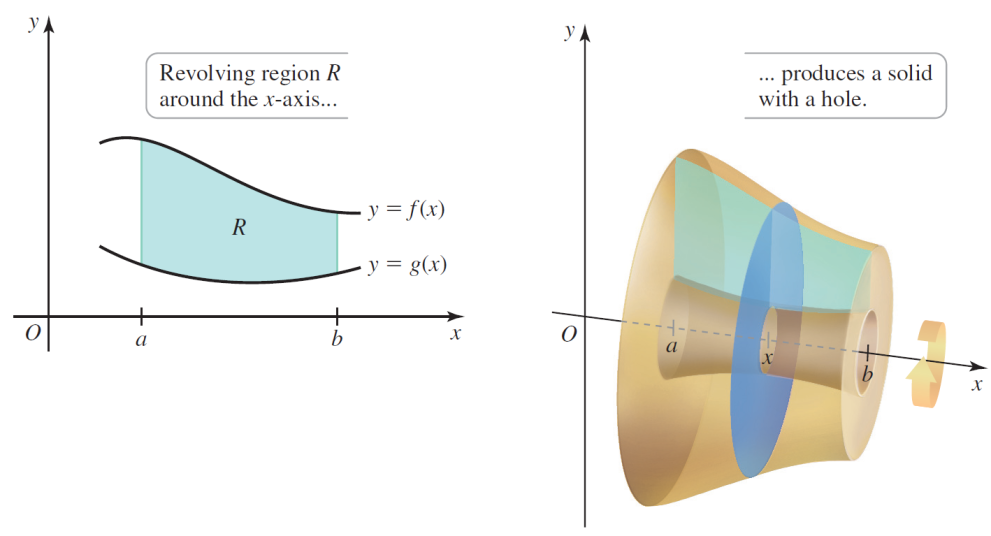 y
Revolving region R
around the x-axis...
y = f(x)
R
y = g(x)
O
a
b
x
y
... produces a solid
with a hole.
O
a
x
b
x